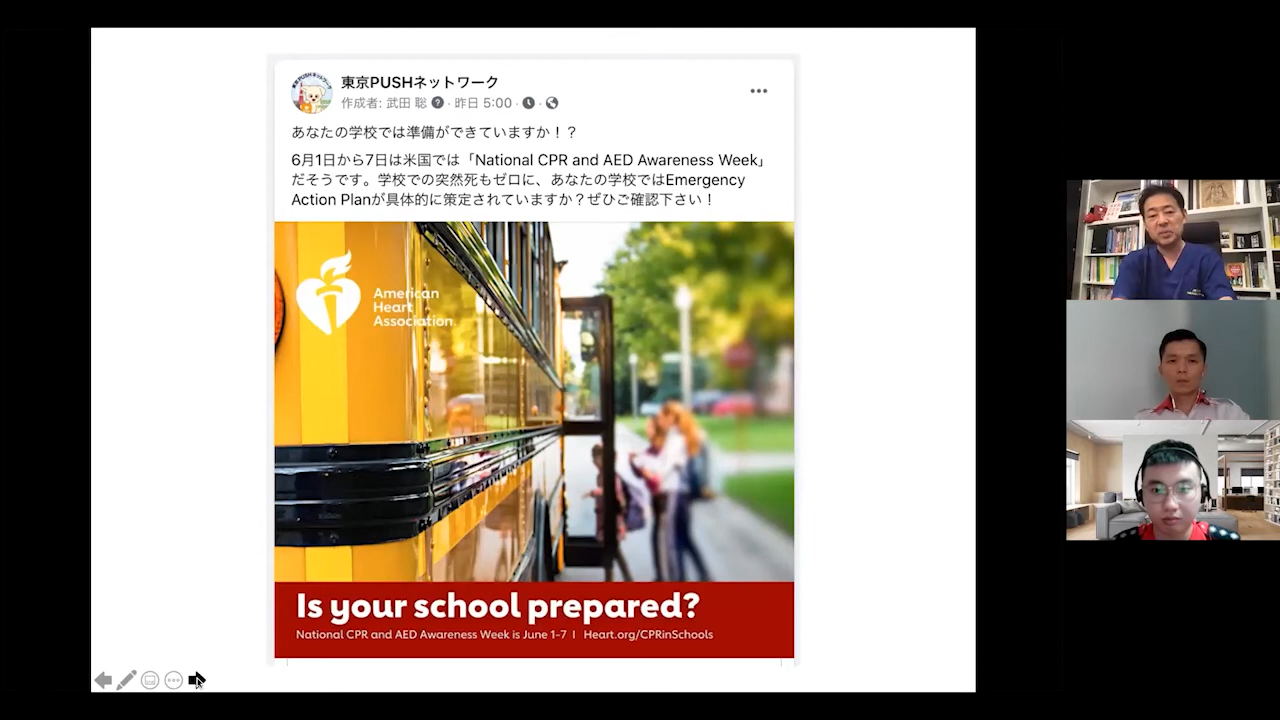 東京PUSHネットワーク
作成者: 武田 聡 · 昨日 5:00 ·
あなたの学校では準備ができていますか！？
6月1日から7日は米国では「National CPR and AED Awareness Week」
だそうです。学校での突然死もゼロに、あなたの学校ではEmergency
Action Planが具体的に策定されていますか？ぜひご確認下さい！
American
Heart
Association.
Is your school prepared?
National CPR and AED Awareness Week is June 1-7 | Heart.org/CPRinSchools